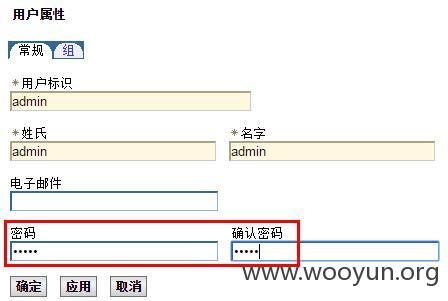 用户属性
常规 组
*用户标识
admin
*姓氏 *名字
admin admin
电子邮件
密码 确认密码
••••• •••••
www.wooyun.org
确定 应用 取消